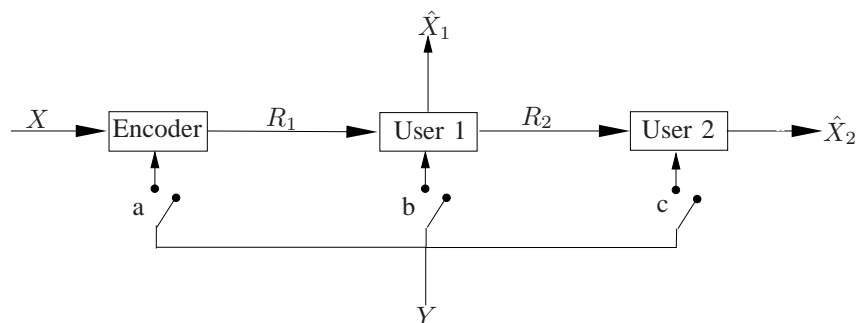 X̂₁
X
Encoder
R₁
User 1
R₂
User 2
X̂₂
a
b
c
Y